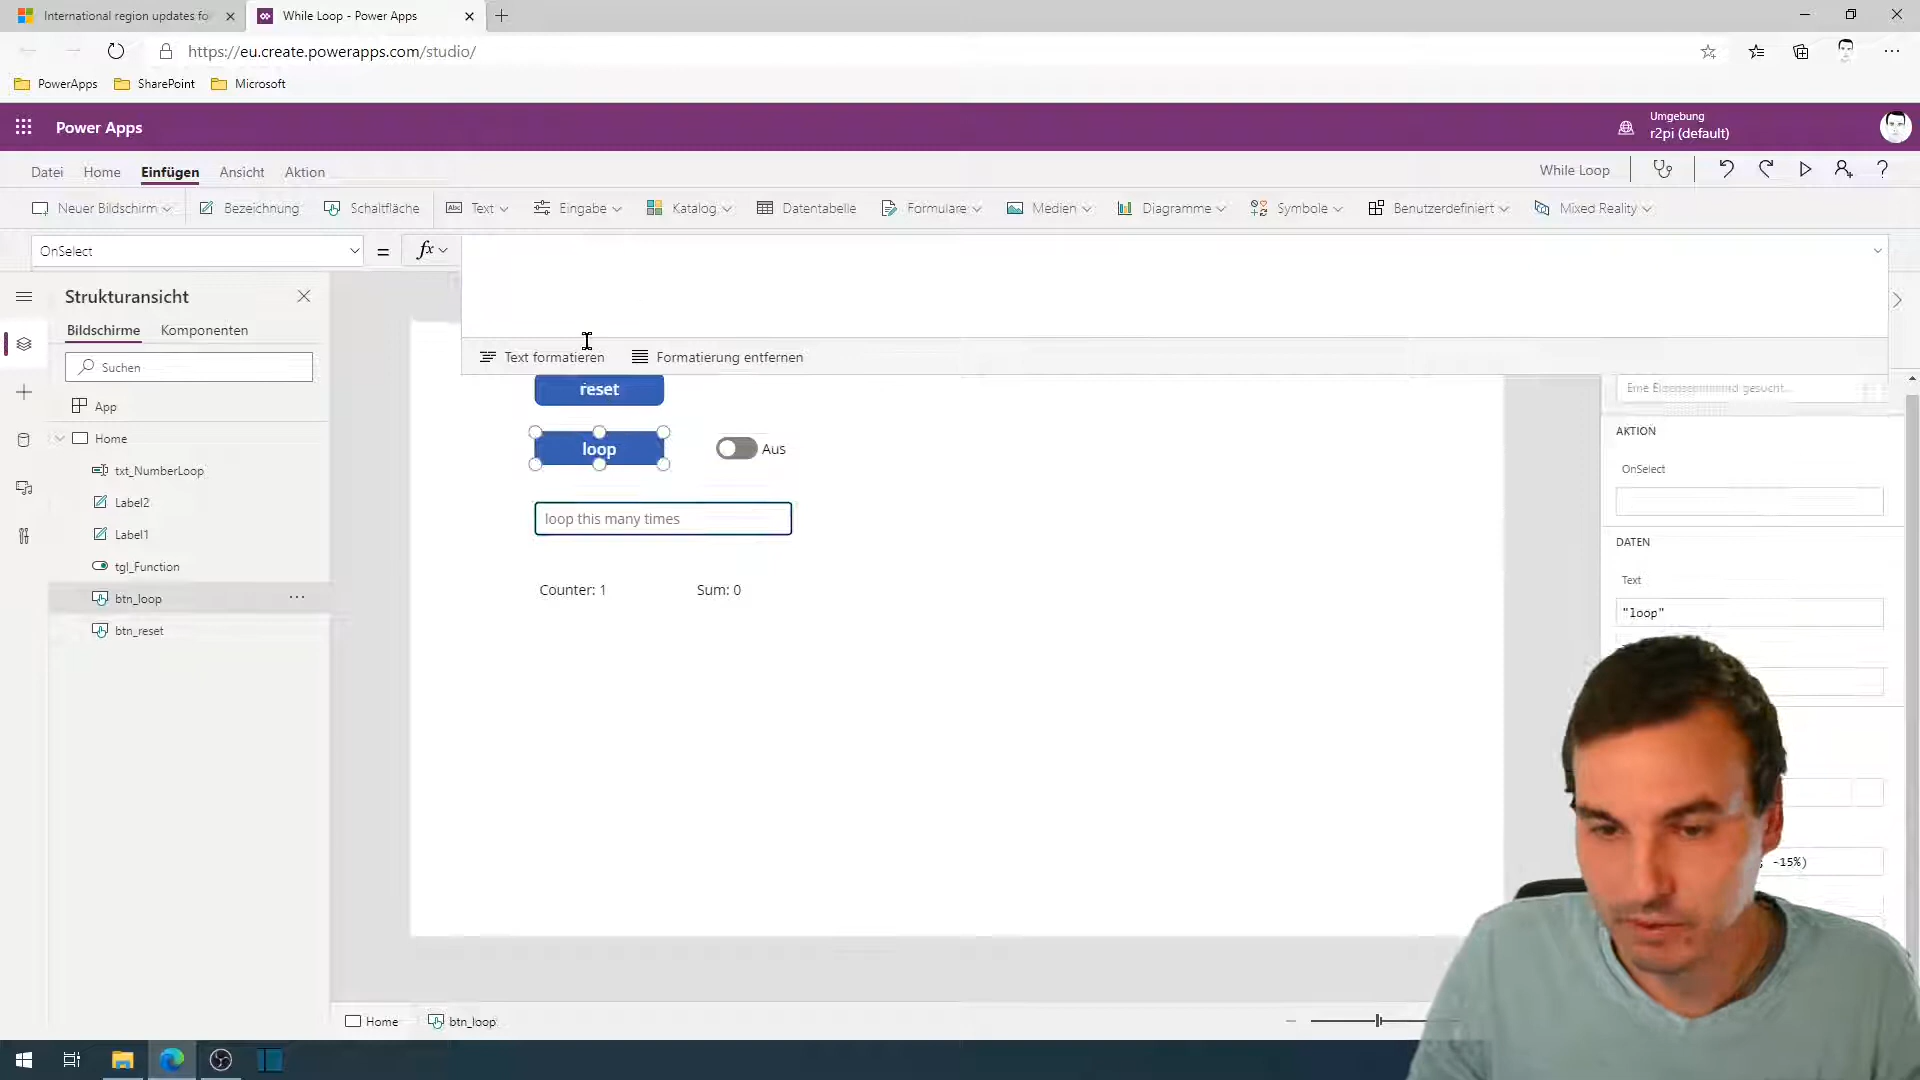 International region updates fo
While Loop - Power Apps
https://eu.create.powerapps.com/studio/
PowerApps SharePoint Microsoft
Power Apps
Umgebung
r2pi (default)
Datei Home Einfügen Ansicht Aktion
While Loop
Neuer Bildschirm Bezeichnung Schaltfläche Text Eingabe Katalog Datentabelle Formulare Medien Diagramme Symbole Benutzerdefiniert Mixed Reality
OnSelect = fx
Strukturansicht
Bildschirme Komponenten
Suchen
App
Home
txt_NumberLoop
Label2
Label1
tgl_Function
btn_loop
btn_reset
Text formatieren Formatierung entfernen
reset
loop Aus
loop this many times
Counter: 1 Sum: 0
AKTION
OnSelect
DATEN
Text
"loop"
-15%)
Home btn_loop